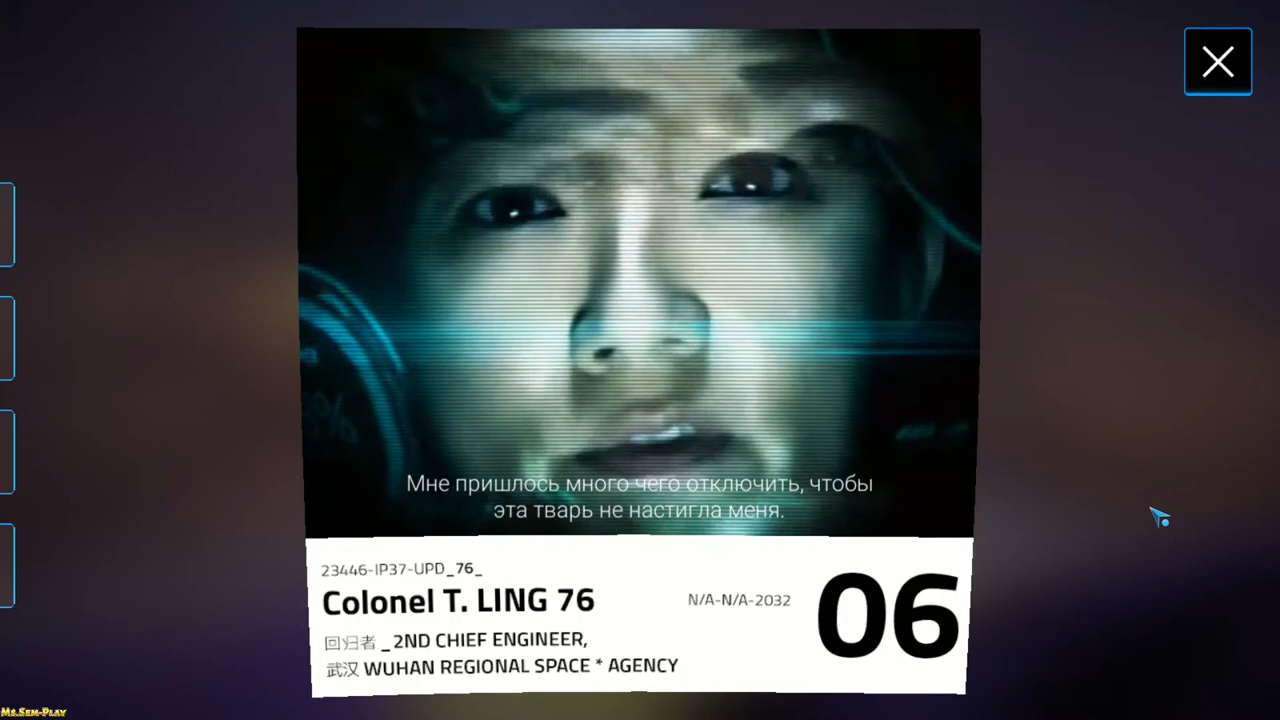 Мне пришлось много чего отключить, чтобы
эта тварь не настигла меня.
23446-IP37-UPD_76_
Colonel T. LING 76
N/A-N/A-2032
06
回归者 _2ND CHIEF ENGINEER,
武汉 WUHAN REGIONAL SPACE * AGENCY
Ms.Sem-Play